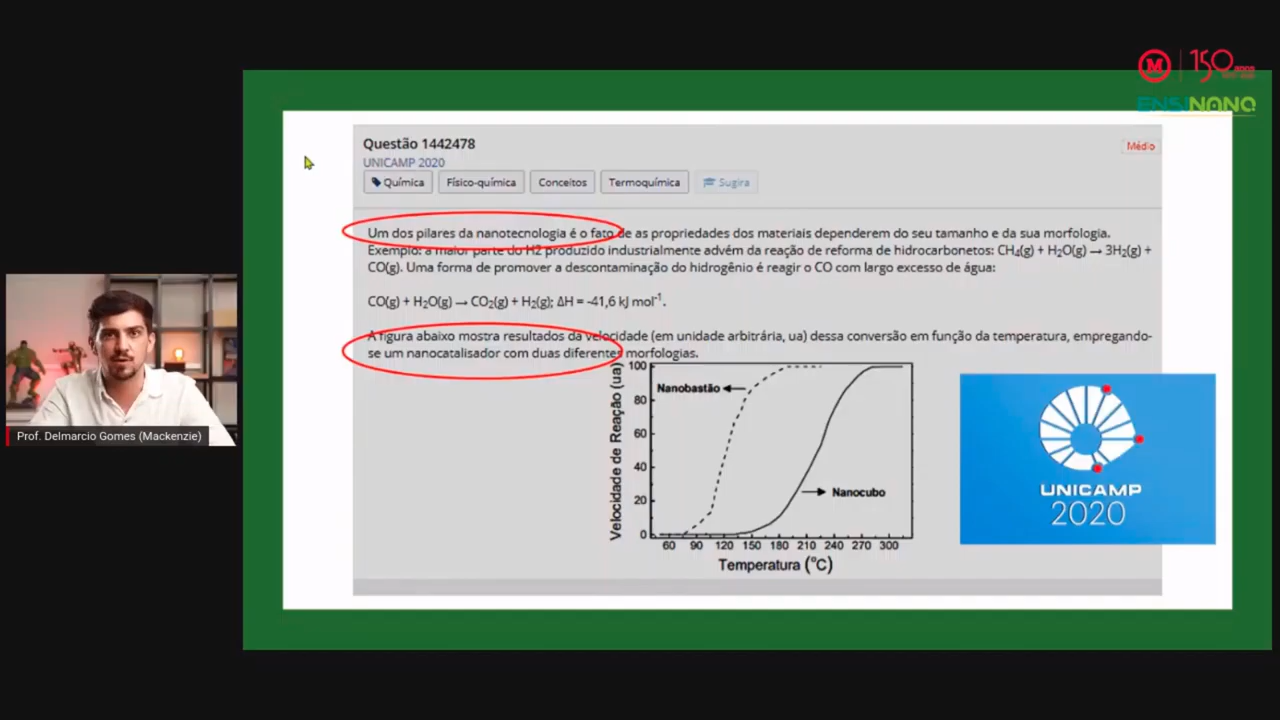 M 150 anos
ENSINANO
Questão 1442478
Médio
UNICAMP 2020
Química Físico-química Conceitos Termoquímica Sugira
Um dos pilares da nanotecnologia é o fato de as propriedades dos materiais dependerem do seu tamanho e da sua morfologia.
Exemplo: a maior parte do H2 produzido industrialmente advém da reação de reforma de hidrocarbonetos: CH₄(g) + H₂O(g) → 3H₂(g) +
CO(g). Uma forma de promover a descontaminação do hidrogênio é reagir o CO com largo excesso de água:
CO(g) + H₂O(g) → CO₂(g) + H₂(g); ΔH = -41,6 kJ mol⁻¹.
A figura abaixo mostra resultados da velocidade (em unidade arbitrária, ua) dessa conversão em função da temperatura, empregando-
se um nanocatalisador com duas diferentes morfologias.
Velocidade de Reação (ua)
100
80
60
40
20
0
Nanobastão
Nanocubo
60 90 120 150 180 210 240 270 300
Temperatura (°C)
UNICAMP
2020
Prof. Delmarcio Gomes (Mackenzie)